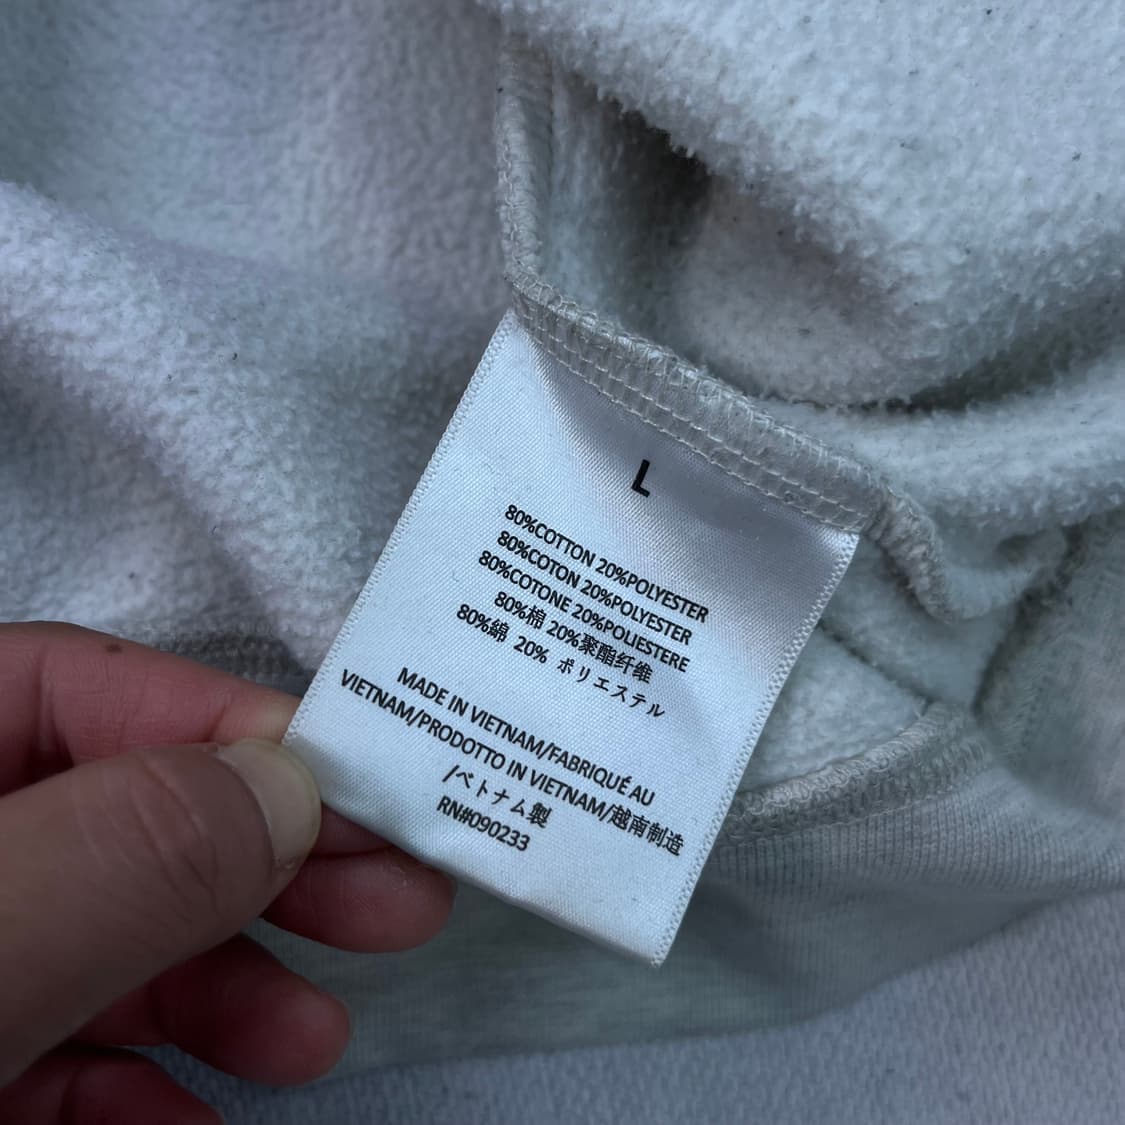 L
80%COTTON 20%POLYESTER
80%COTON 20%POLYESTER
80%COTONE 20%POLIESTERE
80%棉 20%聚酯纤维
80%綿 20% ポリエステル
MADE IN VIETNAM/FABRIQUÉ AU
VIETNAM/PRODOTTO IN VIETNAM/越南制造
/ベトナム製
RN#090233